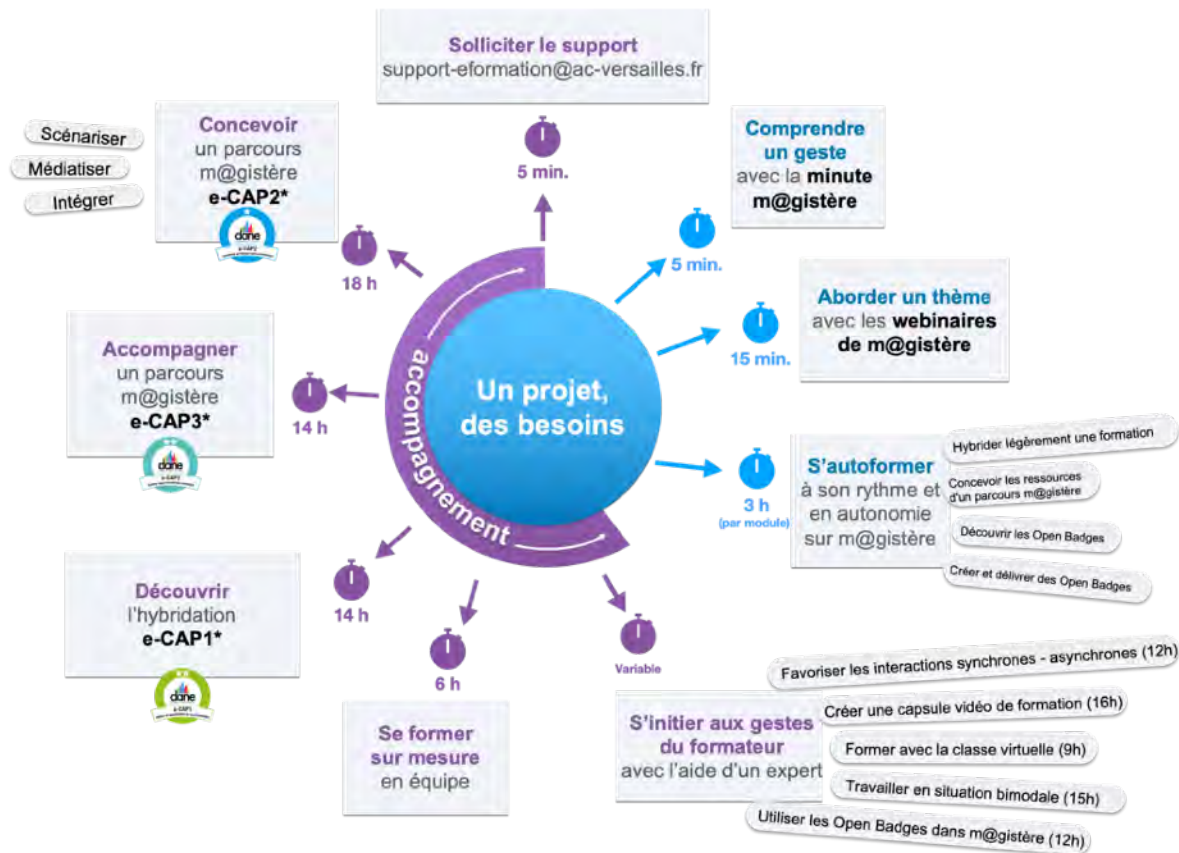 Solliciter le support
support-eformation@ac-versailles.fr
5 min.
Comprendre
un geste
avec la minute
m@gistère
5 min.
Aborder un thème
avec les webinaires
de m@gistère
15 min.
S'autoformer
à son rythme et
en autonomie
sur m@gistère
3 h
(par module)
Hybrider légèrement une formation
Concevoir les ressources
d'un parcours m@gistère
Découvrir les Open Badges
Créer et délivrer des Open Badges
S'initier aux gestes
du formateur
avec l'aide d'un expert
Variable
Favoriser les interactions synchrones - asynchrones (12h)
Créer une capsule vidéo de formation (16h)
Former avec la classe virtuelle (9h)
Travailler en situation bimodale (15h)
Utiliser les Open Badges dans m@gistère (12h)
Se former
sur mesure
en équipe
6 h
Découvrir
l'hybridation
e-CAP1*
dane
e-CAP1
14 h
Accompagner
un parcours
m@gistère
e-CAP3*
dane
14 h
Concevoir
un parcours
m@gistère
e-CAP2*
dane
e-CAP2
18 h
Scénariser
Médiatiser
Intégrer
accompagnement
Un projet,
des besoins